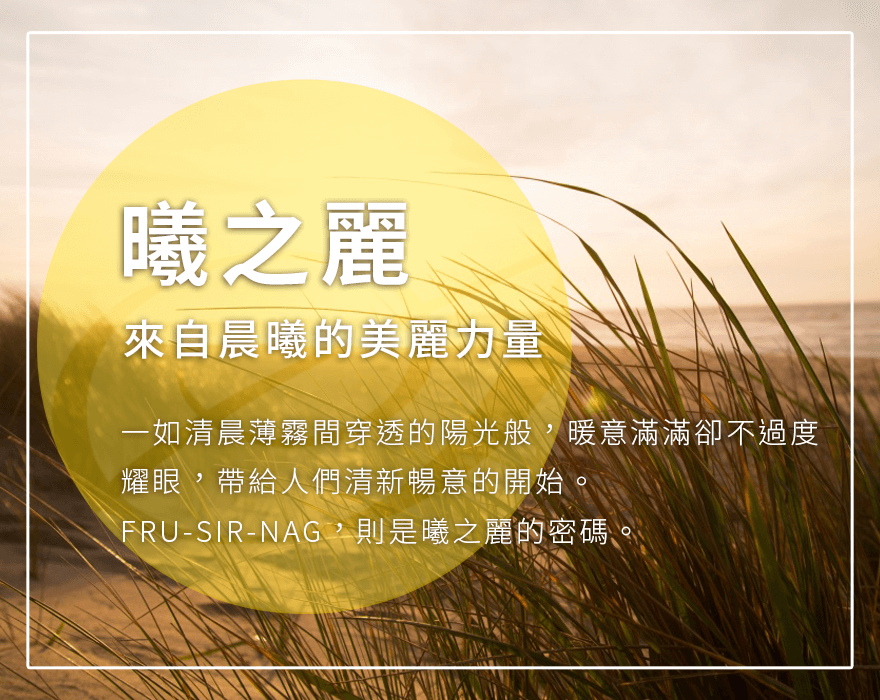 曦之麗
來自晨曦的美麗力量
一如清晨薄霧間穿透的陽光般，暖意滿滿卻不過度
耀眼，帶給人們清新暢意的開始。
FRU-SIR-NAG，則是曦之麗的密碼。